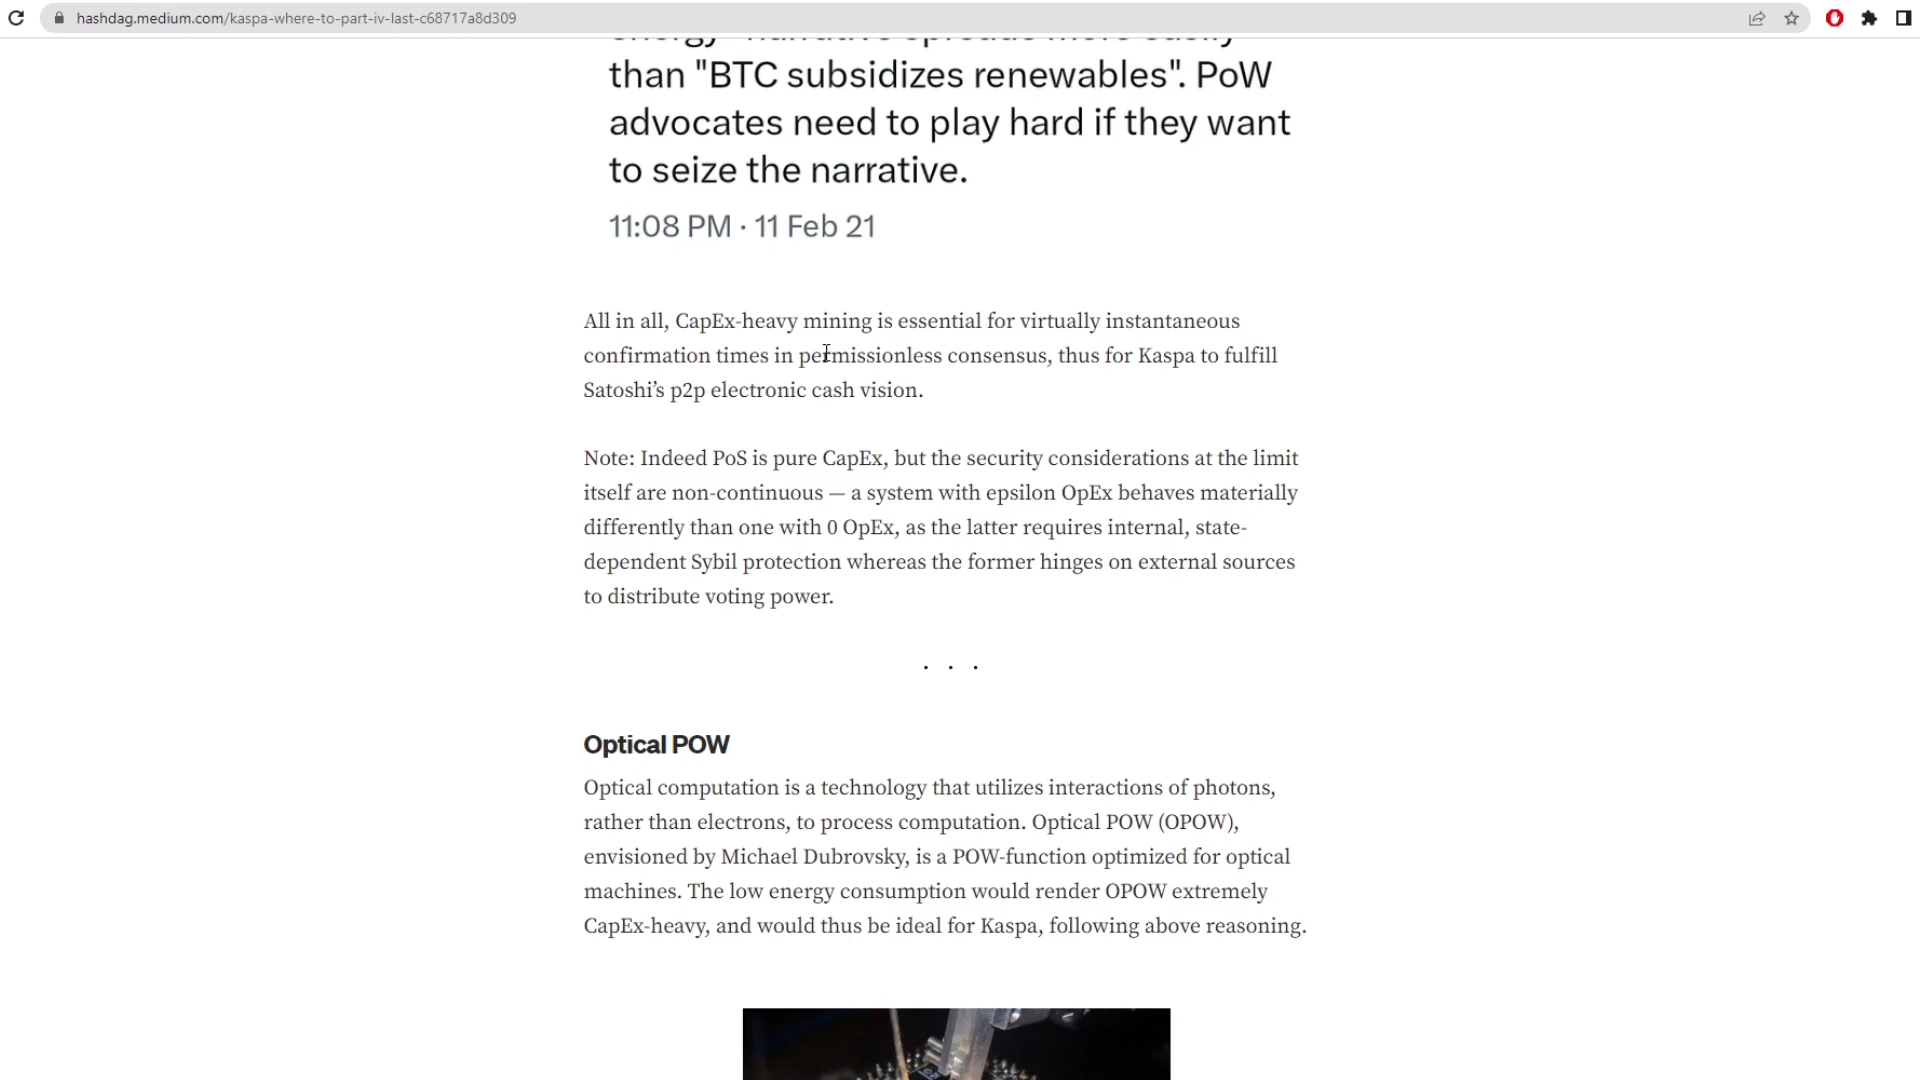 hashdag.medium.com/kaspa-where-to-part-iv-last-c68717a8d309
energy" narrative spreads more easily
than "BTC subsidizes renewables". PoW
advocates need to play hard if they want
to seize the narrative.
11:08 PM · 11 Feb 21
All in all, CapEx-heavy mining is essential for virtually instantaneous
confirmation times in permissionless consensus, thus for Kaspa to fulfill
Satoshi’s p2p electronic cash vision.
Note: Indeed PoS is pure CapEx, but the security considerations at the limit
itself are non-continuous — a system with epsilon OpEx behaves materially
differently than one with 0 OpEx, as the latter requires internal, state-
dependent Sybil protection whereas the former hinges on external sources
to distribute voting power.
. . .
Optical POW
Optical computation is a technology that utilizes interactions of photons,
rather than electrons, to process computation. Optical POW (OPOW),
envisioned by Michael Dubrovsky, is a POW-function optimized for optical
machines. The low energy consumption would render OPOW extremely
CapEx-heavy, and would thus be ideal for Kaspa, following above reasoning.